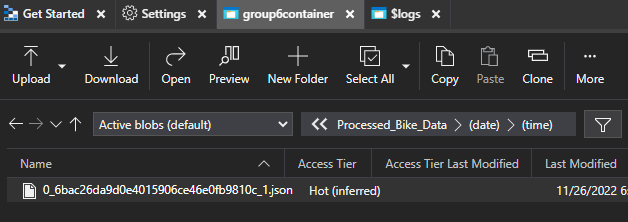 Get Started Settings group6container $logs
Upload Download Open Preview New Folder Select All Copy Paste Clone More
Active blobs (default) Processed_Bike_Data (date) (time)
Name Access Tier Access Tier Last Modified Last Modified
0_6bac26da9d0e4015906ce46e0fb9810c_1.json Hot (inferred) 11/26/2022 6: